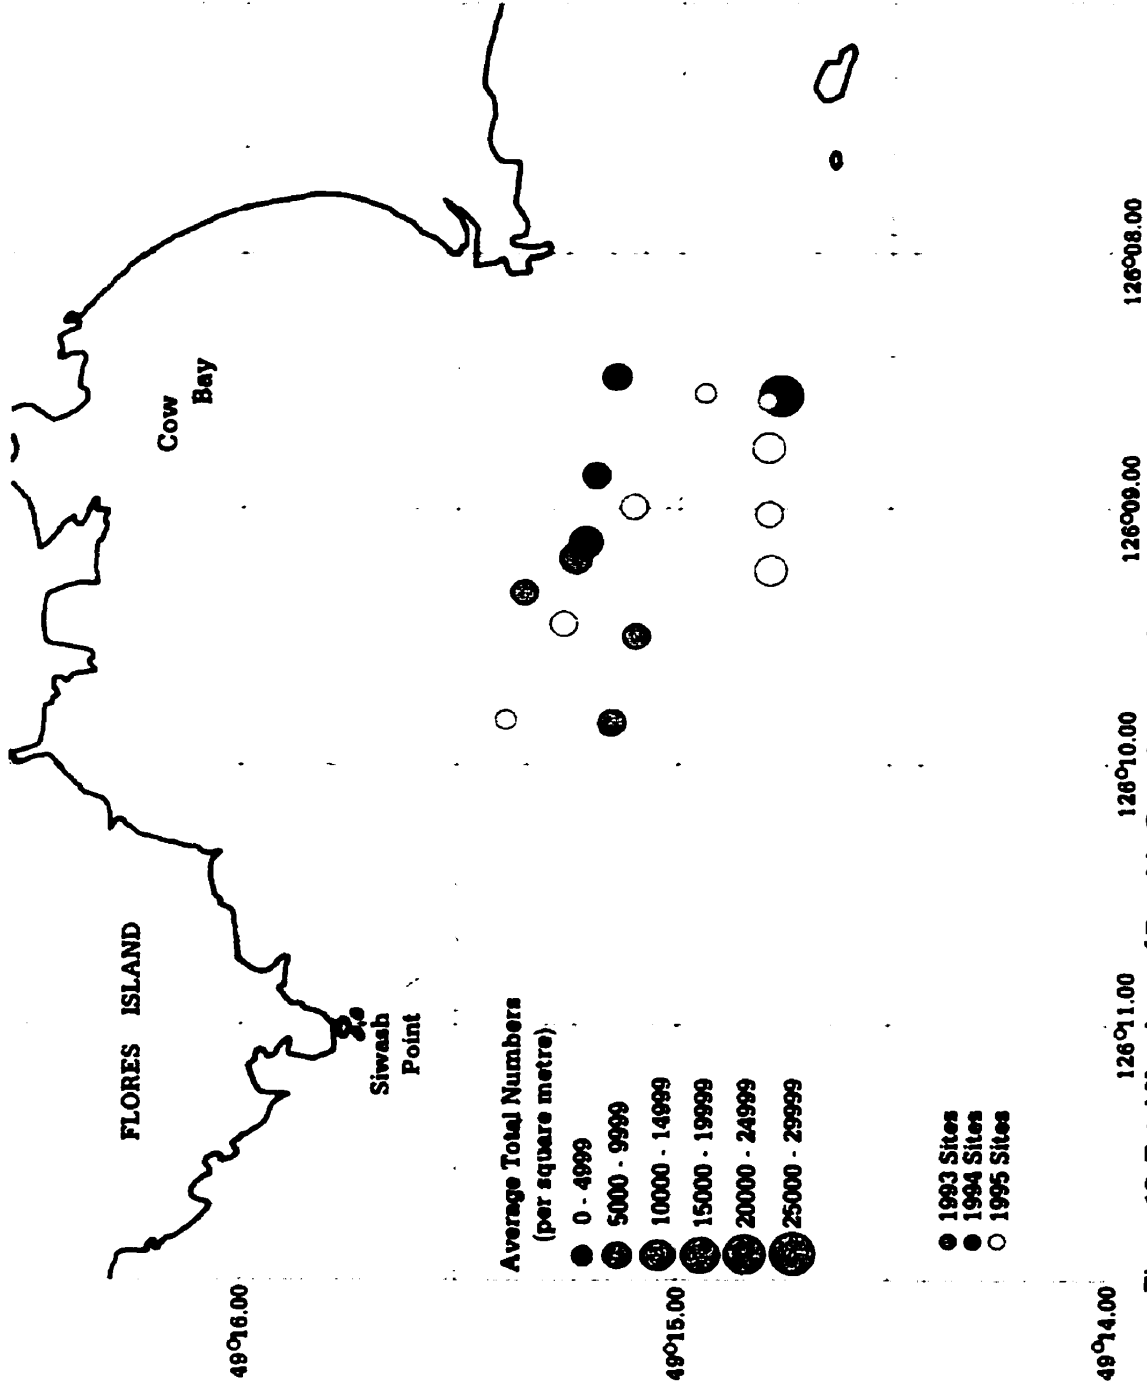 FLORES ISLAND
Cow
Bay
Siwash
Point
Average Total Numbers
(per square metre)
0 - 4999
5000 - 9999
10000 - 14999
15000 - 19999
20000 - 24999
25000 - 29999
1993 Sites
1994 Sites
1995 Sites
49°16.00
49°15.00
49°14.00
126°11.00
126°10.00
126°09.00
126°08.00